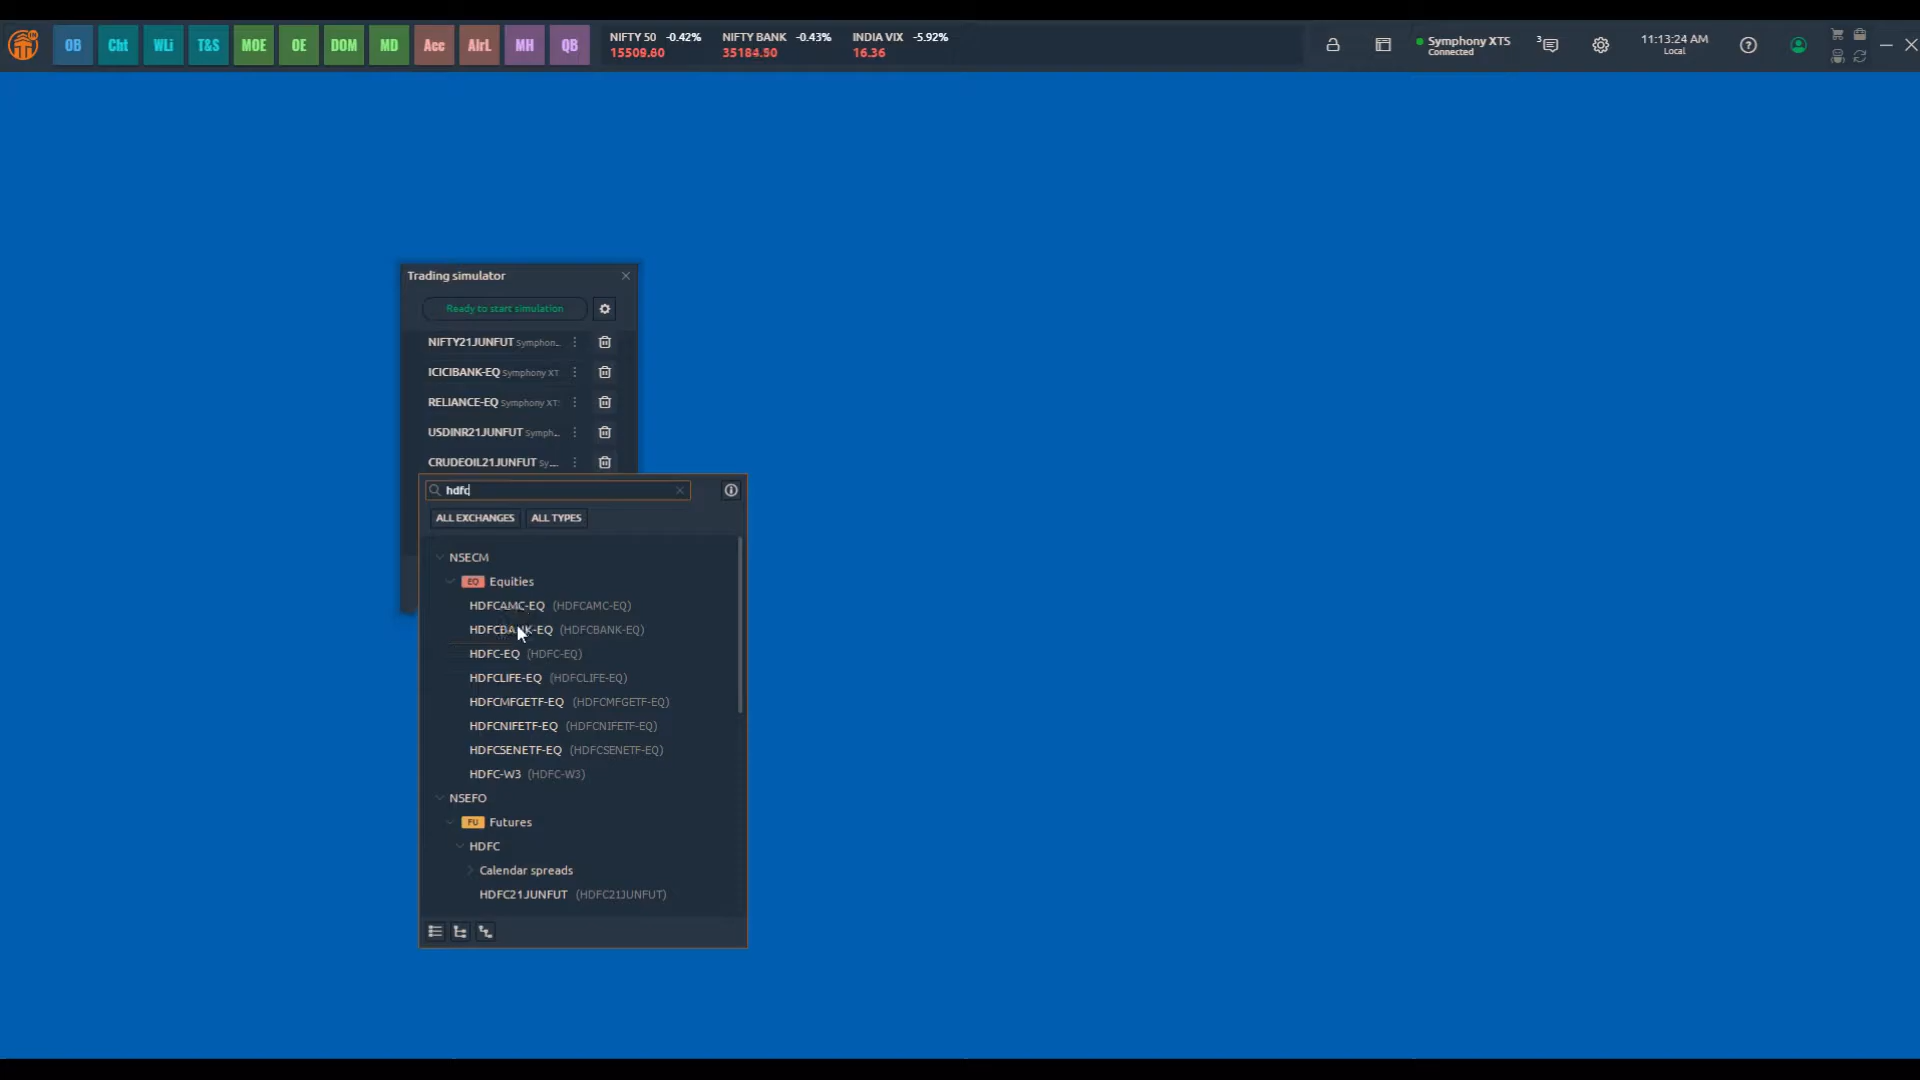 OB Cht WLi T&S MOE OE DOM MD Acc AlrL MH QB
NIFTY 50 -0.42% NIFTY BANK -0.43% INDIA VIX -5.92%
15509.80 35184.50 16.36
Symphony XTS
Connected
3
11:13:24 AM
Local
Trading simulator
Ready to start simulation
NIFTY21JUNFUT Symphon...
ICICIBANK-EQ Symphony XT
RELIANCE-EQ Symphony XT
USDINR21JUNFUT Symph...
CRUDEOIL21JUNFUT Sy...
hdfc
ALL EXCHANGES ALL TYPES
NSECM
EQ Equities
HDFCAMC-EQ (HDFCAMC-EQ)
HDFCBANK-EQ (HDFCBANK-EQ)
HDFC-EQ (HDFC-EQ)
HDFCLIFE-EQ (HDFCLIFE-EQ)
HDFCMFGETF-EQ (HDFCMFGETF-EQ)
HDFCNIFETF-EQ (HDFCNIFETF-EQ)
HDFCSENETF-EQ (HDFCSENETF-EQ)
HDFC-W3 (HDFC-W3)
NSEFO
FU Futures
HDFC
Calendar spreads
HDFC21JUNFUT (HDFC21JUNFUT)